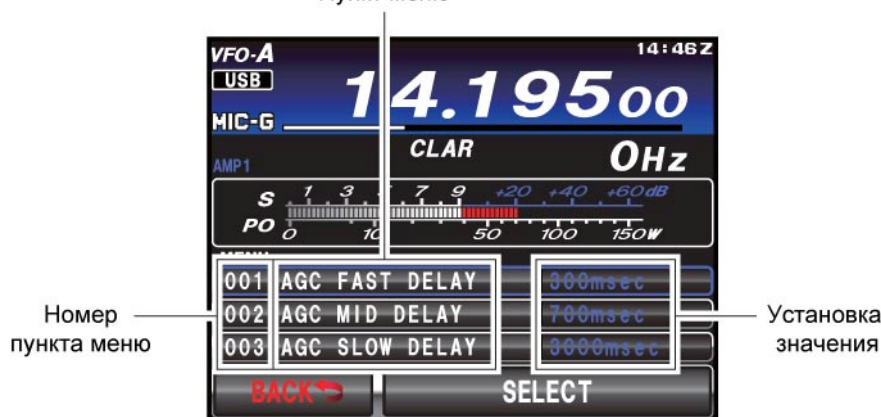 Пункт меню
VFO-A 14:46Z
USB
14.19500
MIC-G
CLAR 0Hz
AMP1
S 1 3 7 9 +20 +40 +60dB
PO 0 10 50 100 150W
MENU
001 AGC FAST DELAY 300msec
002 AGC MID DELAY 700msec
003 AGC SLOW DELAY 3000msec
BACK SELECT
Номер
пункта меню
Установка
значения